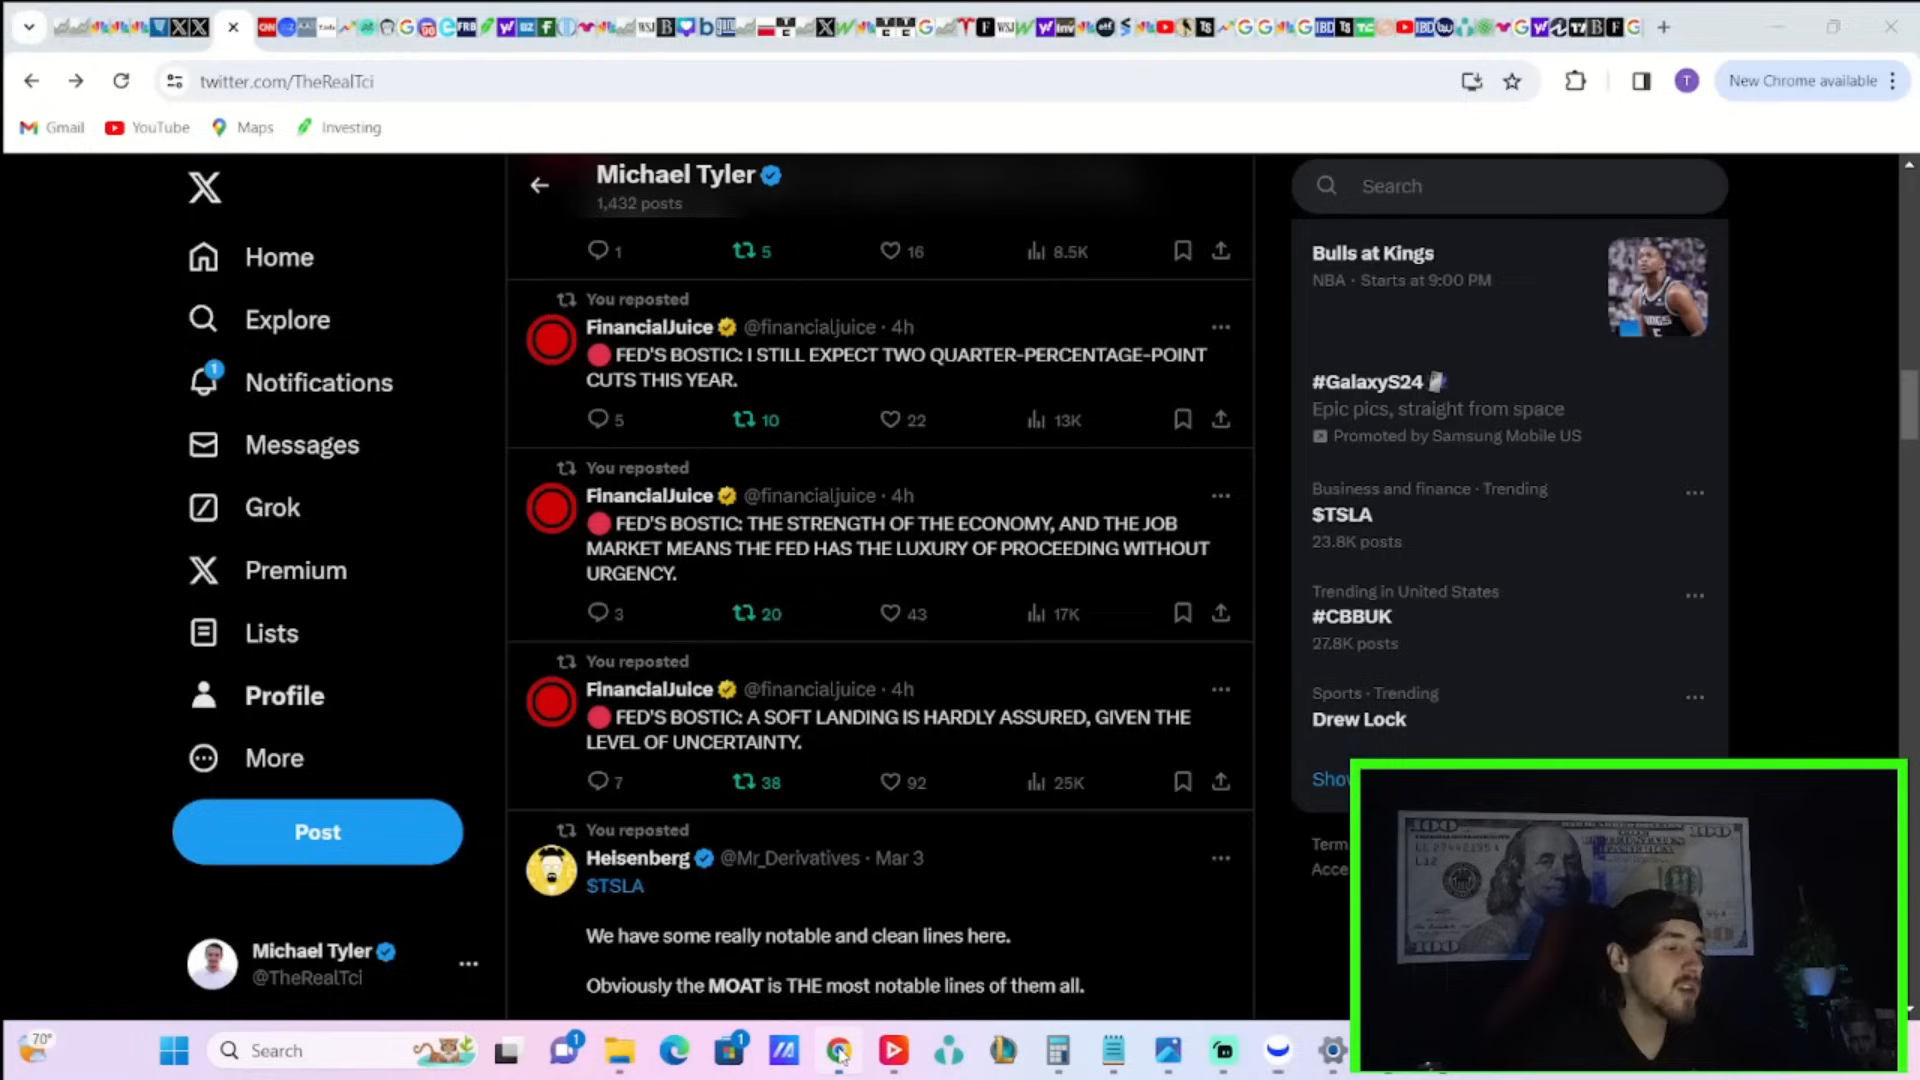 twitter.com/TheRealTci
New Chrome available
Gmail
YouTube
Maps
Investing
Michael Tyler
1,432 posts
Search
1
5
16
8.5K
Home
Explore
Notifications
1
Messages
Grok
Premium
Lists
Profile
More
Post
Michael Tyler
@TheRealTci
You reposted
FinancialJuice @financialjuice · 4h
FED'S BOSTIC: I STILL EXPECT TWO QUARTER-PERCENTAGE-POINT
CUTS THIS YEAR.
5
10
22
13K
You reposted
FinancialJuice @financialjuice · 4h
FED'S BOSTIC: THE STRENGTH OF THE ECONOMY, AND THE JOB
MARKET MEANS THE FED HAS THE LUXURY OF PROCEEDING WITHOUT
URGENCY.
3
20
43
17K
You reposted
FinancialJuice @financialjuice · 4h
FED'S BOSTIC: A SOFT LANDING IS HARDLY ASSURED, GIVEN THE
LEVEL OF UNCERTAINTY.
7
38
92
25K
You reposted
Heisenberg @Mr_Derivatives · Mar 3
$TSLA
We have some really notable and clean lines here.
Obviously the MOAT is THE most notable lines of them all.
Bulls at Kings
NBA · Starts at 9:00 PM
#GalaxyS24
Epic pics, straight from space
Promoted by Samsung Mobile US
Business and finance · Trending
$TSLA
23.8K posts
Trending in United States
#CBBUK
27.8K posts
Sports · Trending
Drew Lock
Show
Term
Acce
70°
Search
1
1